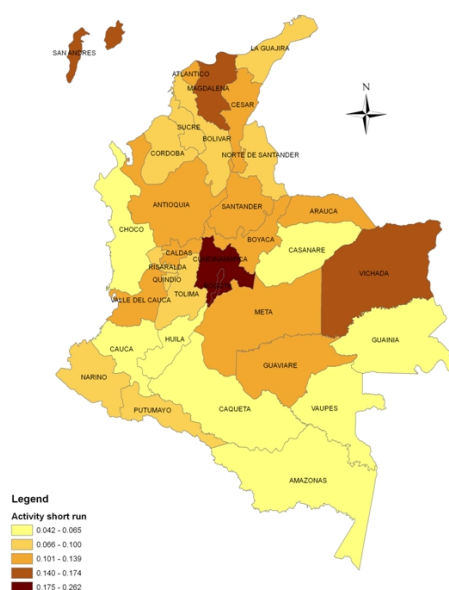 SAN ANDRES
LA GUAJIRA
N
ATLANTICO
MAGDALENA
CESAR
SUCRE
BOLIVAR
CORDOBA
NORTE DE SANTANDER
ANTIOQUIA
SANTANDER
ARAUCA
CHOCO
BOYACA
CALDAS
CUNDINAMARCA
CASANARE
RISARALDA
VICHADA
QUINDIO
TOLIMA
VALLE DEL CAUCA
META
GUAINIA
HUILA
CAUCA
GUAVIARE
NARINO
PUTUMAYO
CAQUETA
VAUPES
AMAZONAS
Legend
Activity short run
0.042 - 0.065
0.066 - 0.100
0.101 - 0.139
0.140 - 0.174
0.175 - 0.262